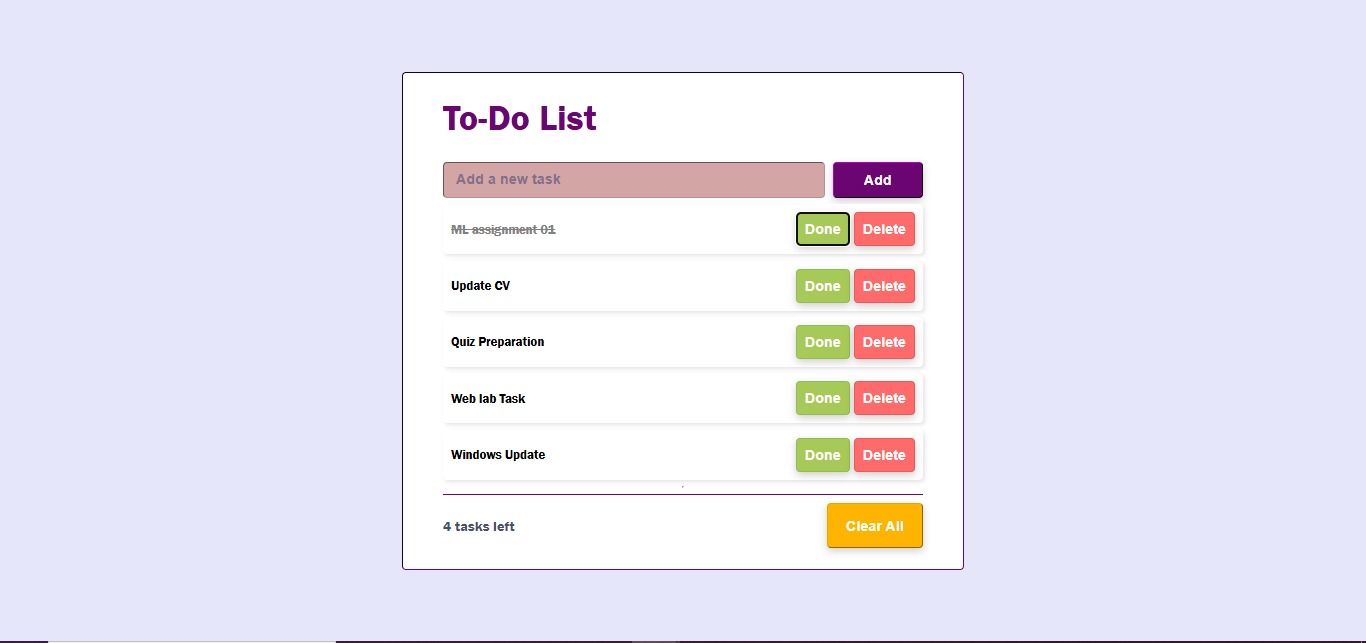 To-Do List
Add a new task Add
ML assignment 01 Done Delete
Update CV Done Delete
Quiz Preparation Done Delete
Web lab Task Done Delete
Windows Update Done Delete
4 tasks left Clear All